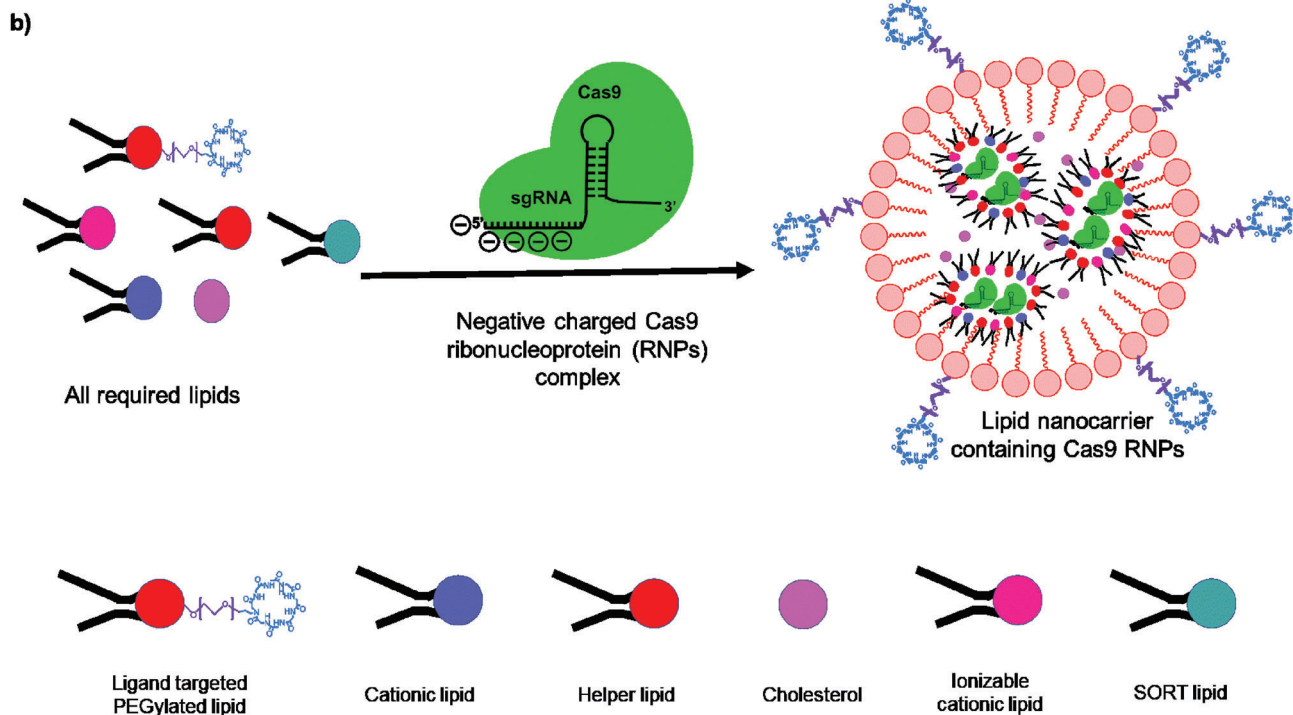 b)
Cas9
sgRNA
5'
3'
Negative charged Cas9
ribonucleoprotein (RNPs)
complex
All required lipids
Lipid nanocarrier
containing Cas9 RNPs
Ligand targeted
PEGylated lipid
Cationic lipid
Helper lipid
Cholesterol
Ionizable
cationic lipid
SORT lipid